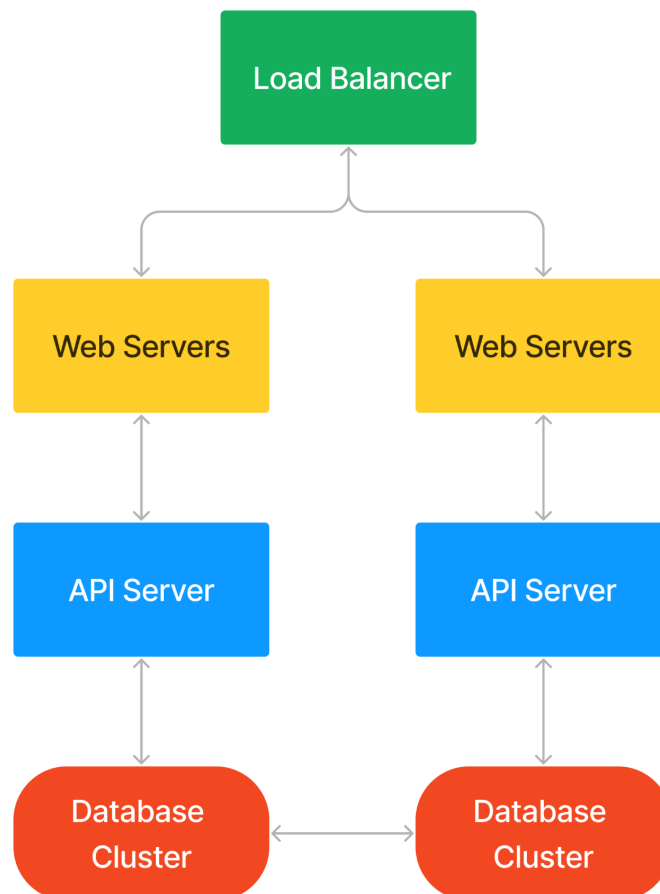 Load Balancer
Web Servers
Web Servers
API Server
API Server
Database
Cluster
Database
Cluster